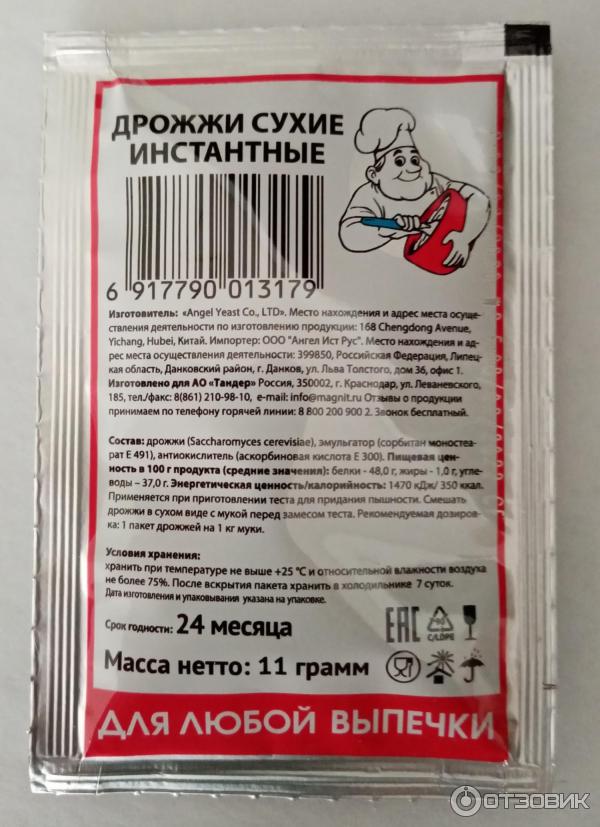 ДРОЖЖИ СУХИЕ
ИНСТАНТНЫЕ
6 917790 013179
Изготовитель: «Angel Yeast Co., LTD». Место нахождения и адрес места осуще-
ствления деятельности по изготовлению продукции: 168 Chengdong Avenue,
Yichang, Hubei, Китай. Импортер: ООО "Ангел Ист Рус". Место нахождения и ад-
рес места осуществления деятельности: 399850, Российская Федерация, Липец-
кая область, Данковский район, г. Данков, ул. Льва Толстого, дом 36, офис 1.
Изготовлено для АО «Тандер» Россия, 350002, г. Краснодар, ул. Леваневского,
185, тел./факс: 8(861) 210-98-10, e-mail: info@magnit.ru Отзывы о продукции
принимаем по телефону горячей линии: 8 800 200 900 2. Звонок бесплатный.
Состав: дрожжи (Saccharomyces cerevisiae), эмульгатор (сорбитан моностеа-
рат Е 491), антиокислитель (аскорбиновая кислота Е 300). Пищевая цен-
ность в 100 г продукта (средние значения): белки - 48,0 г, жиры - 1,0 г, угле-
воды – 37,0 г. Энергетическая ценность/калорийность: 1470 кДж/ 350 ккал.
Применяется при приготовлении теста для придания пышности. Смешать
дрожжи в сухом виде с мукой перед замесом теста. Рекомендуемая дозиров-
ка: 1 пакет дрожжей на 1 кг муки.
Условия хранения:
хранить при температуре не выше +25 °С и относительной влажности воздуха
не более 75%. После вскрытия пакета хранить в холодильнике 7 суток.
Дата изготовления и упаковывания указана на упаковке.
Срок годности: 24 месяца
ЕАС
90
C/LDPE
Масса нетто: 11 грамм
ДЛЯ ЛЮБОЙ ВЫПЕЧКИ
ОТЗОВИК